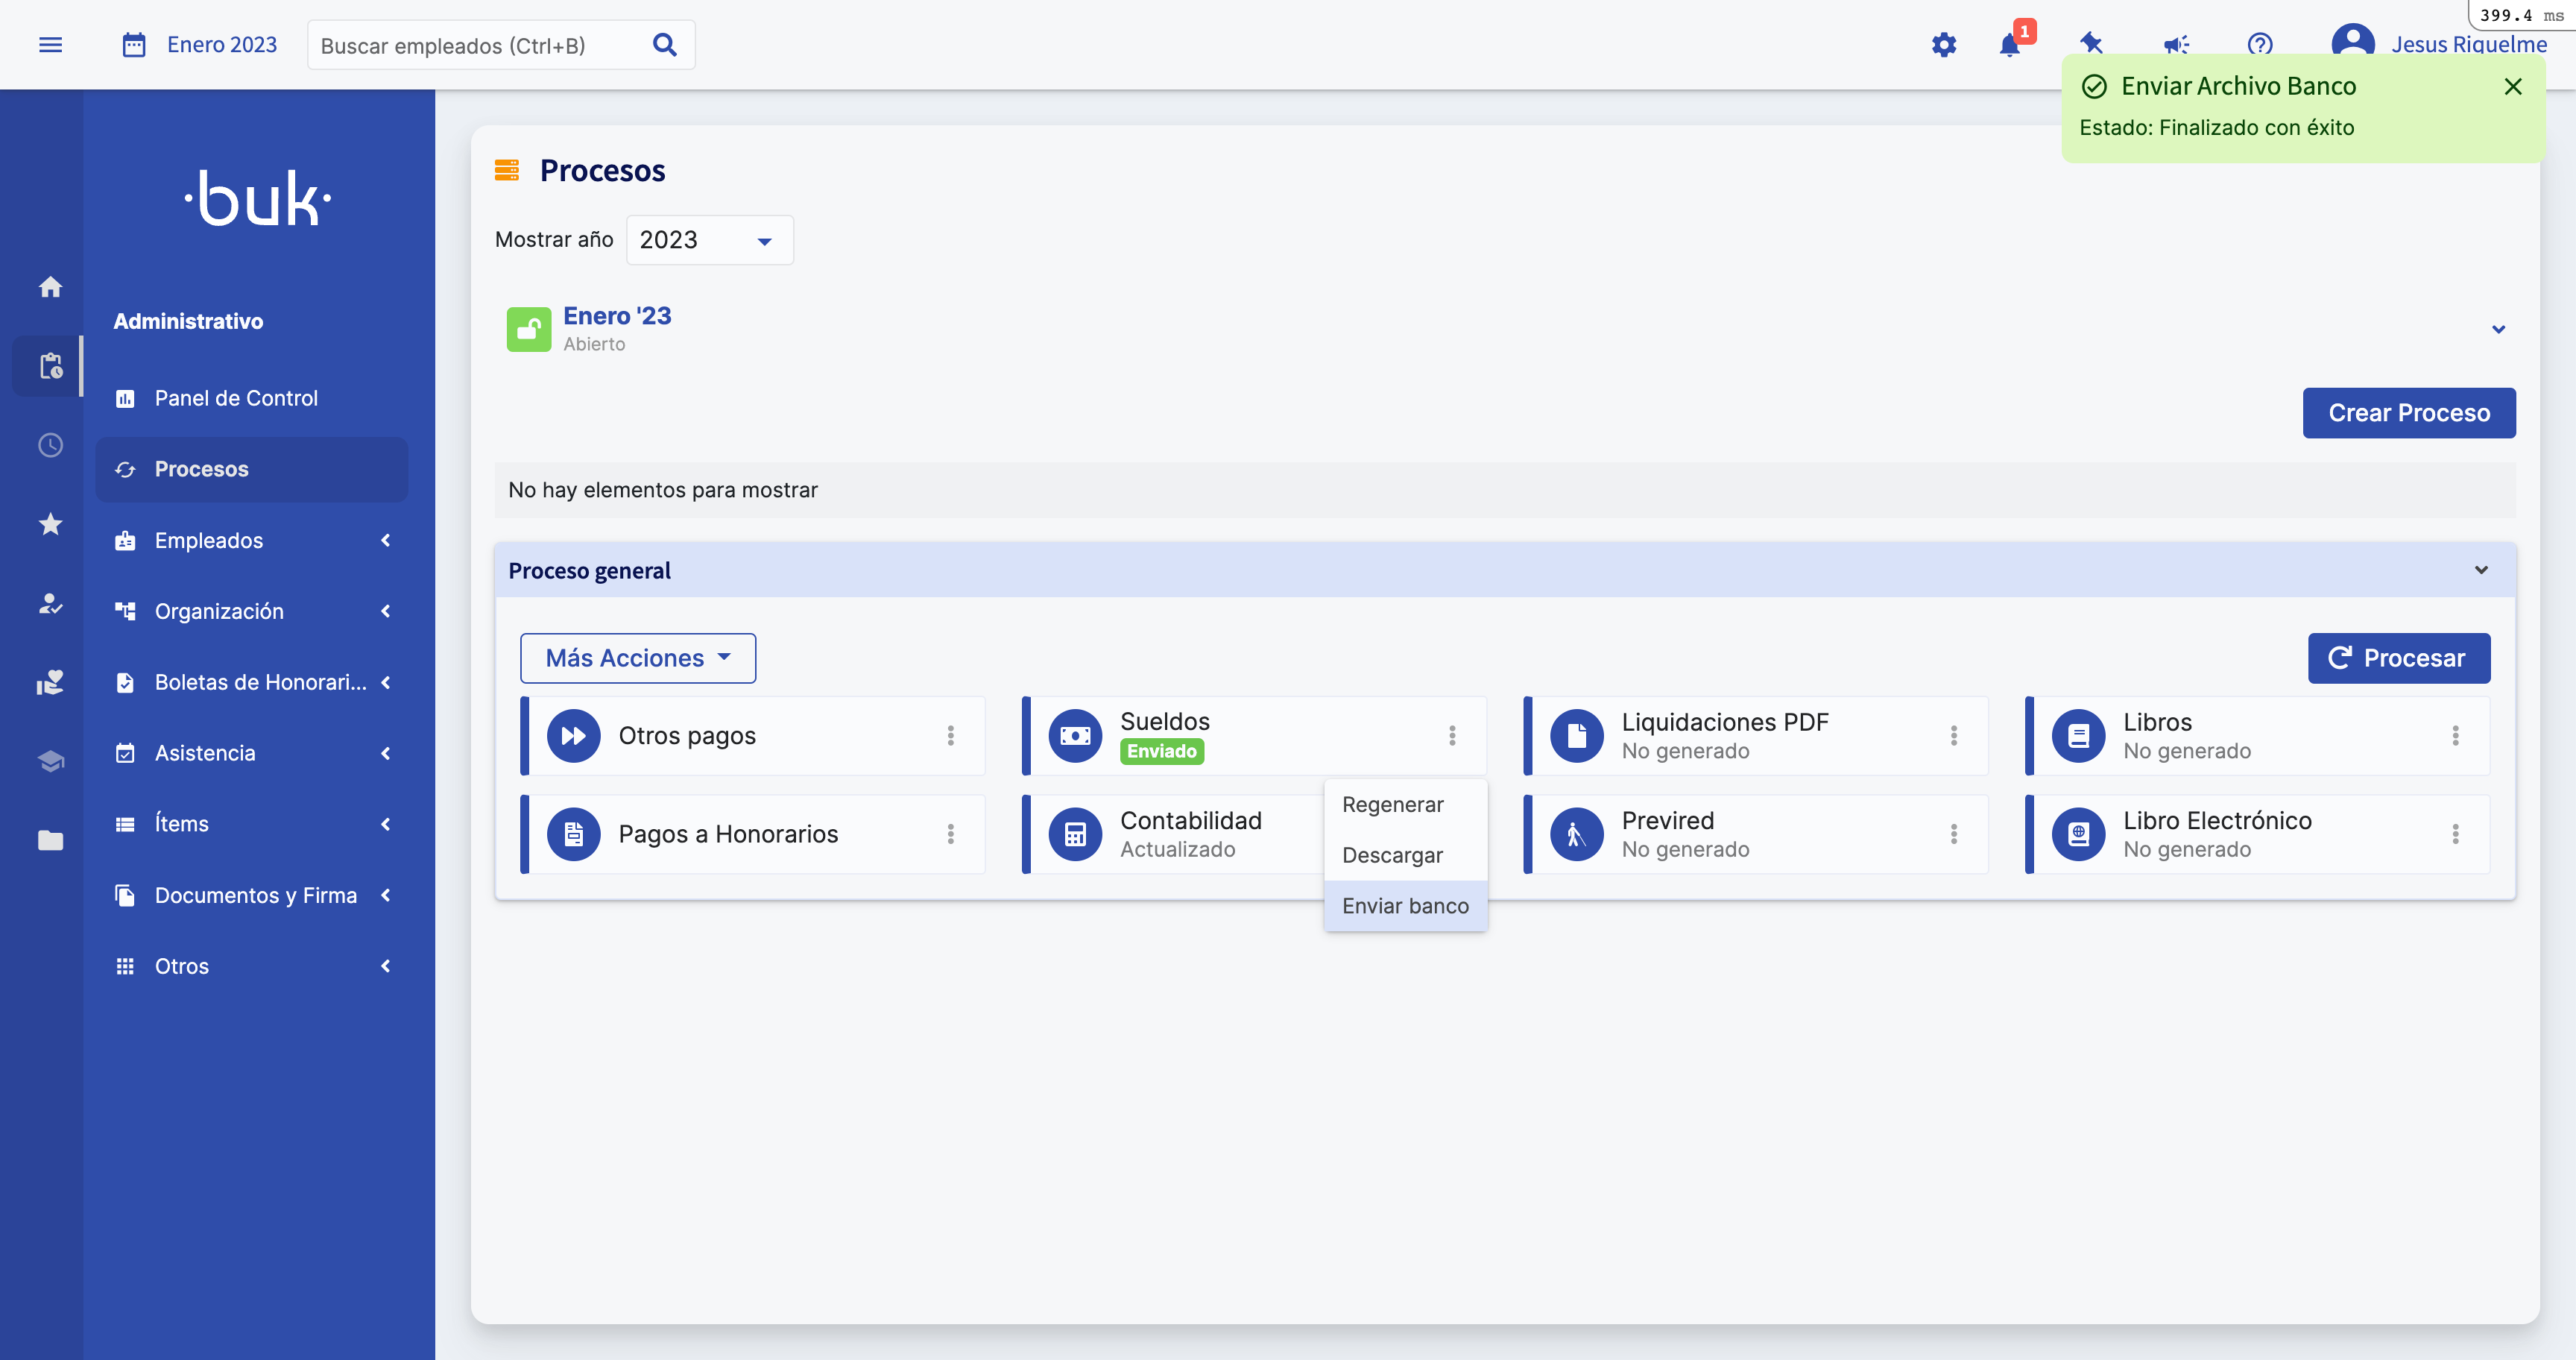 399.4 ms
Enero 2023
Buscar empleados (Ctrl+B)
1
Jesus Riquelme
Enviar Archivo Banco
Estado: Finalizado con éxito
buk
Administrativo
Panel de Control
Procesos
Empleados
Organización
Boletas de Honorari...
Asistencia
Ítems
Documentos y Firma
Otros
Procesos
Mostrar año
2023
Enero '23
Abierto
Crear Proceso
No hay elementos para mostrar
Proceso general
Más Acciones
Procesar
Otros pagos
Sueldos
Enviado
Liquidaciones PDF
No generado
Libros
No generado
Pagos a Honorarios
Contabilidad
Actualizado
Regenerar
Descargar
Enviar banco
Previred
No generado
Libro Electrónico
No generado